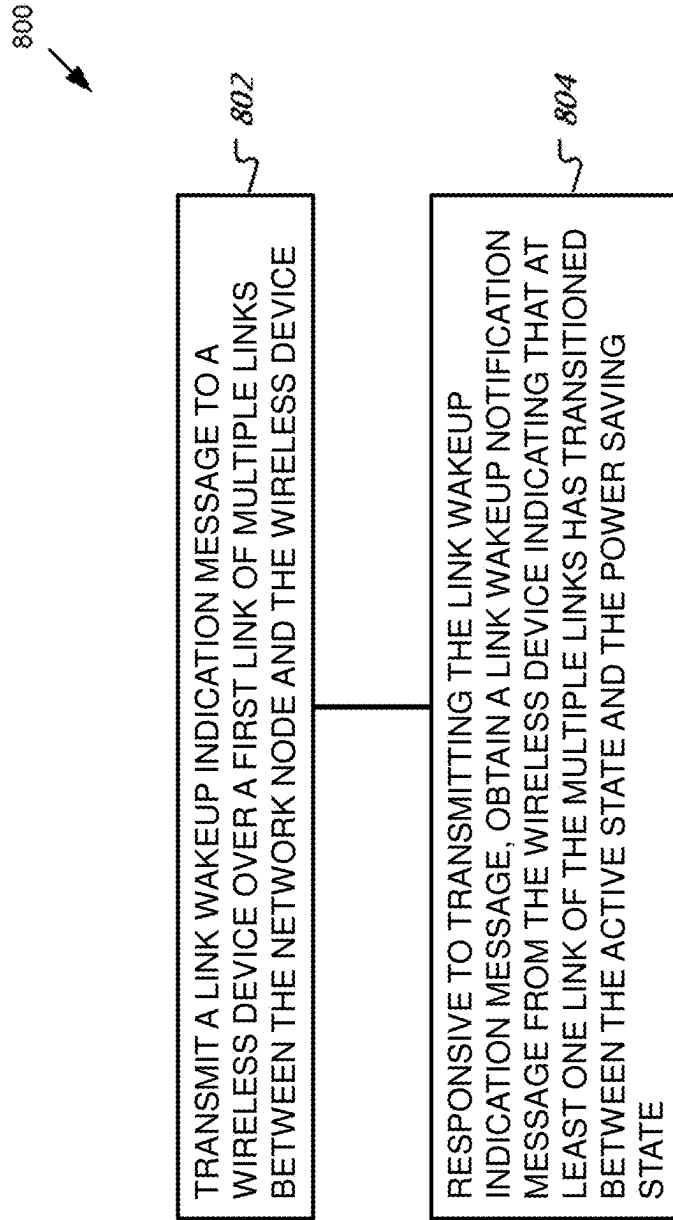 800
TRANSMIT A LINK WAKEUP INDICATION MESSAGE TO A
WIRELESS DEVICE OVER A FIRST LINK OF MULTIPLE LINKS
BETWEEN THE NETWORK NODE AND THE WIRELESS DEVICE
802
RESPONSIVE TO TRANSMITTING THE LINK WAKEUP
INDICATION MESSAGE, OBTAIN A LINK WAKEUP NOTIFICATION
MESSAGE FROM THE WIRELESS DEVICE INDICATING THAT AT
LEAST ONE LINK OF THE MULTIPLE LINKS HAS TRANSITIONED
BETWEEN THE ACTIVE STATE AND THE POWER SAVING
STATE
804